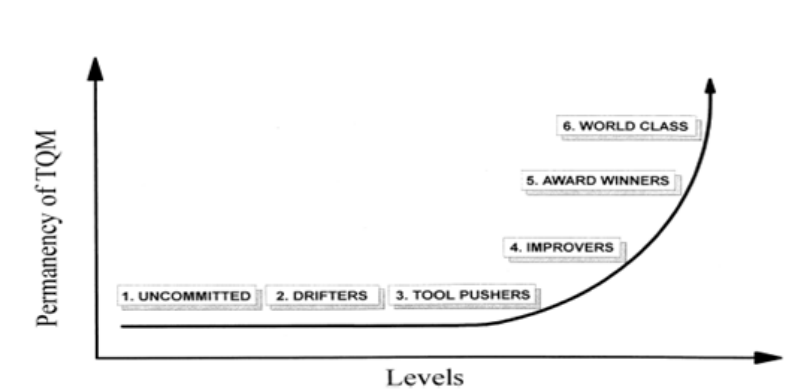 Permanency of TQM
6. WORLD CLASS
5. AWARD WINNERS
4. IMPROVERS
1. UNCOMMITTED
2. DRIFTERS
3. TOOL PUSHERS
Levels